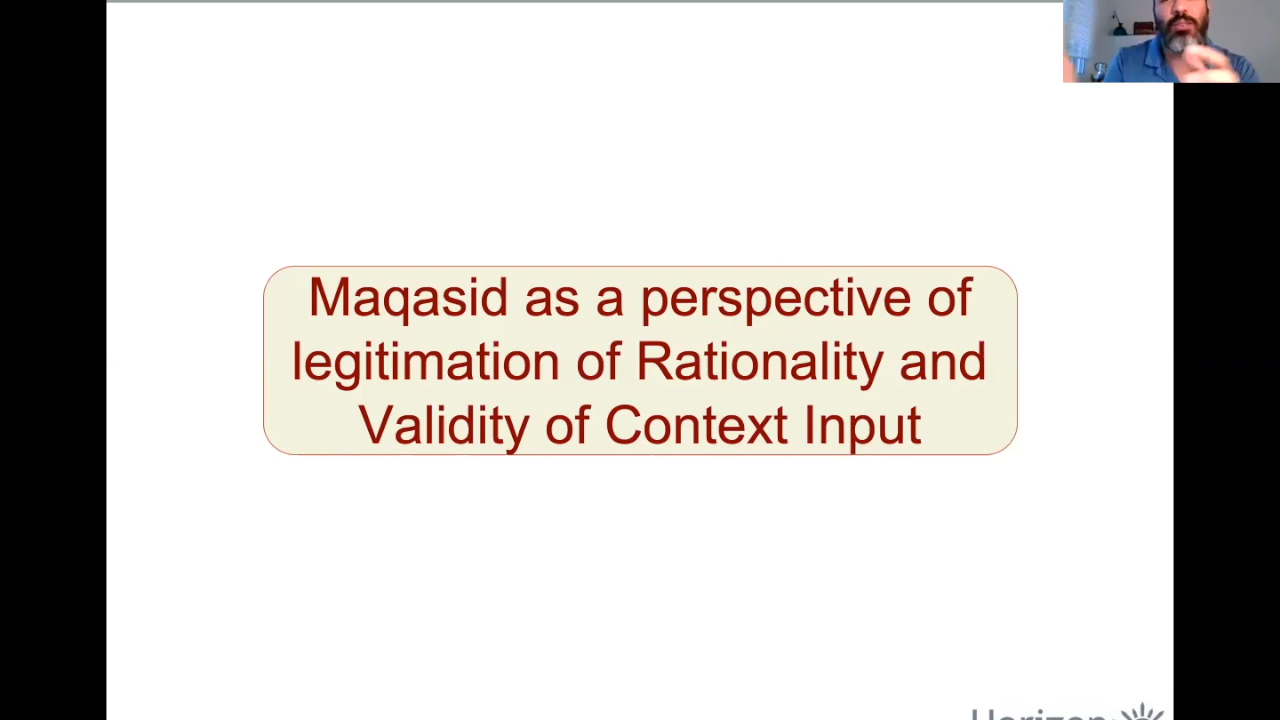 Maqasid as a perspective of
legitimation of Rationality and
Validity of Context Input